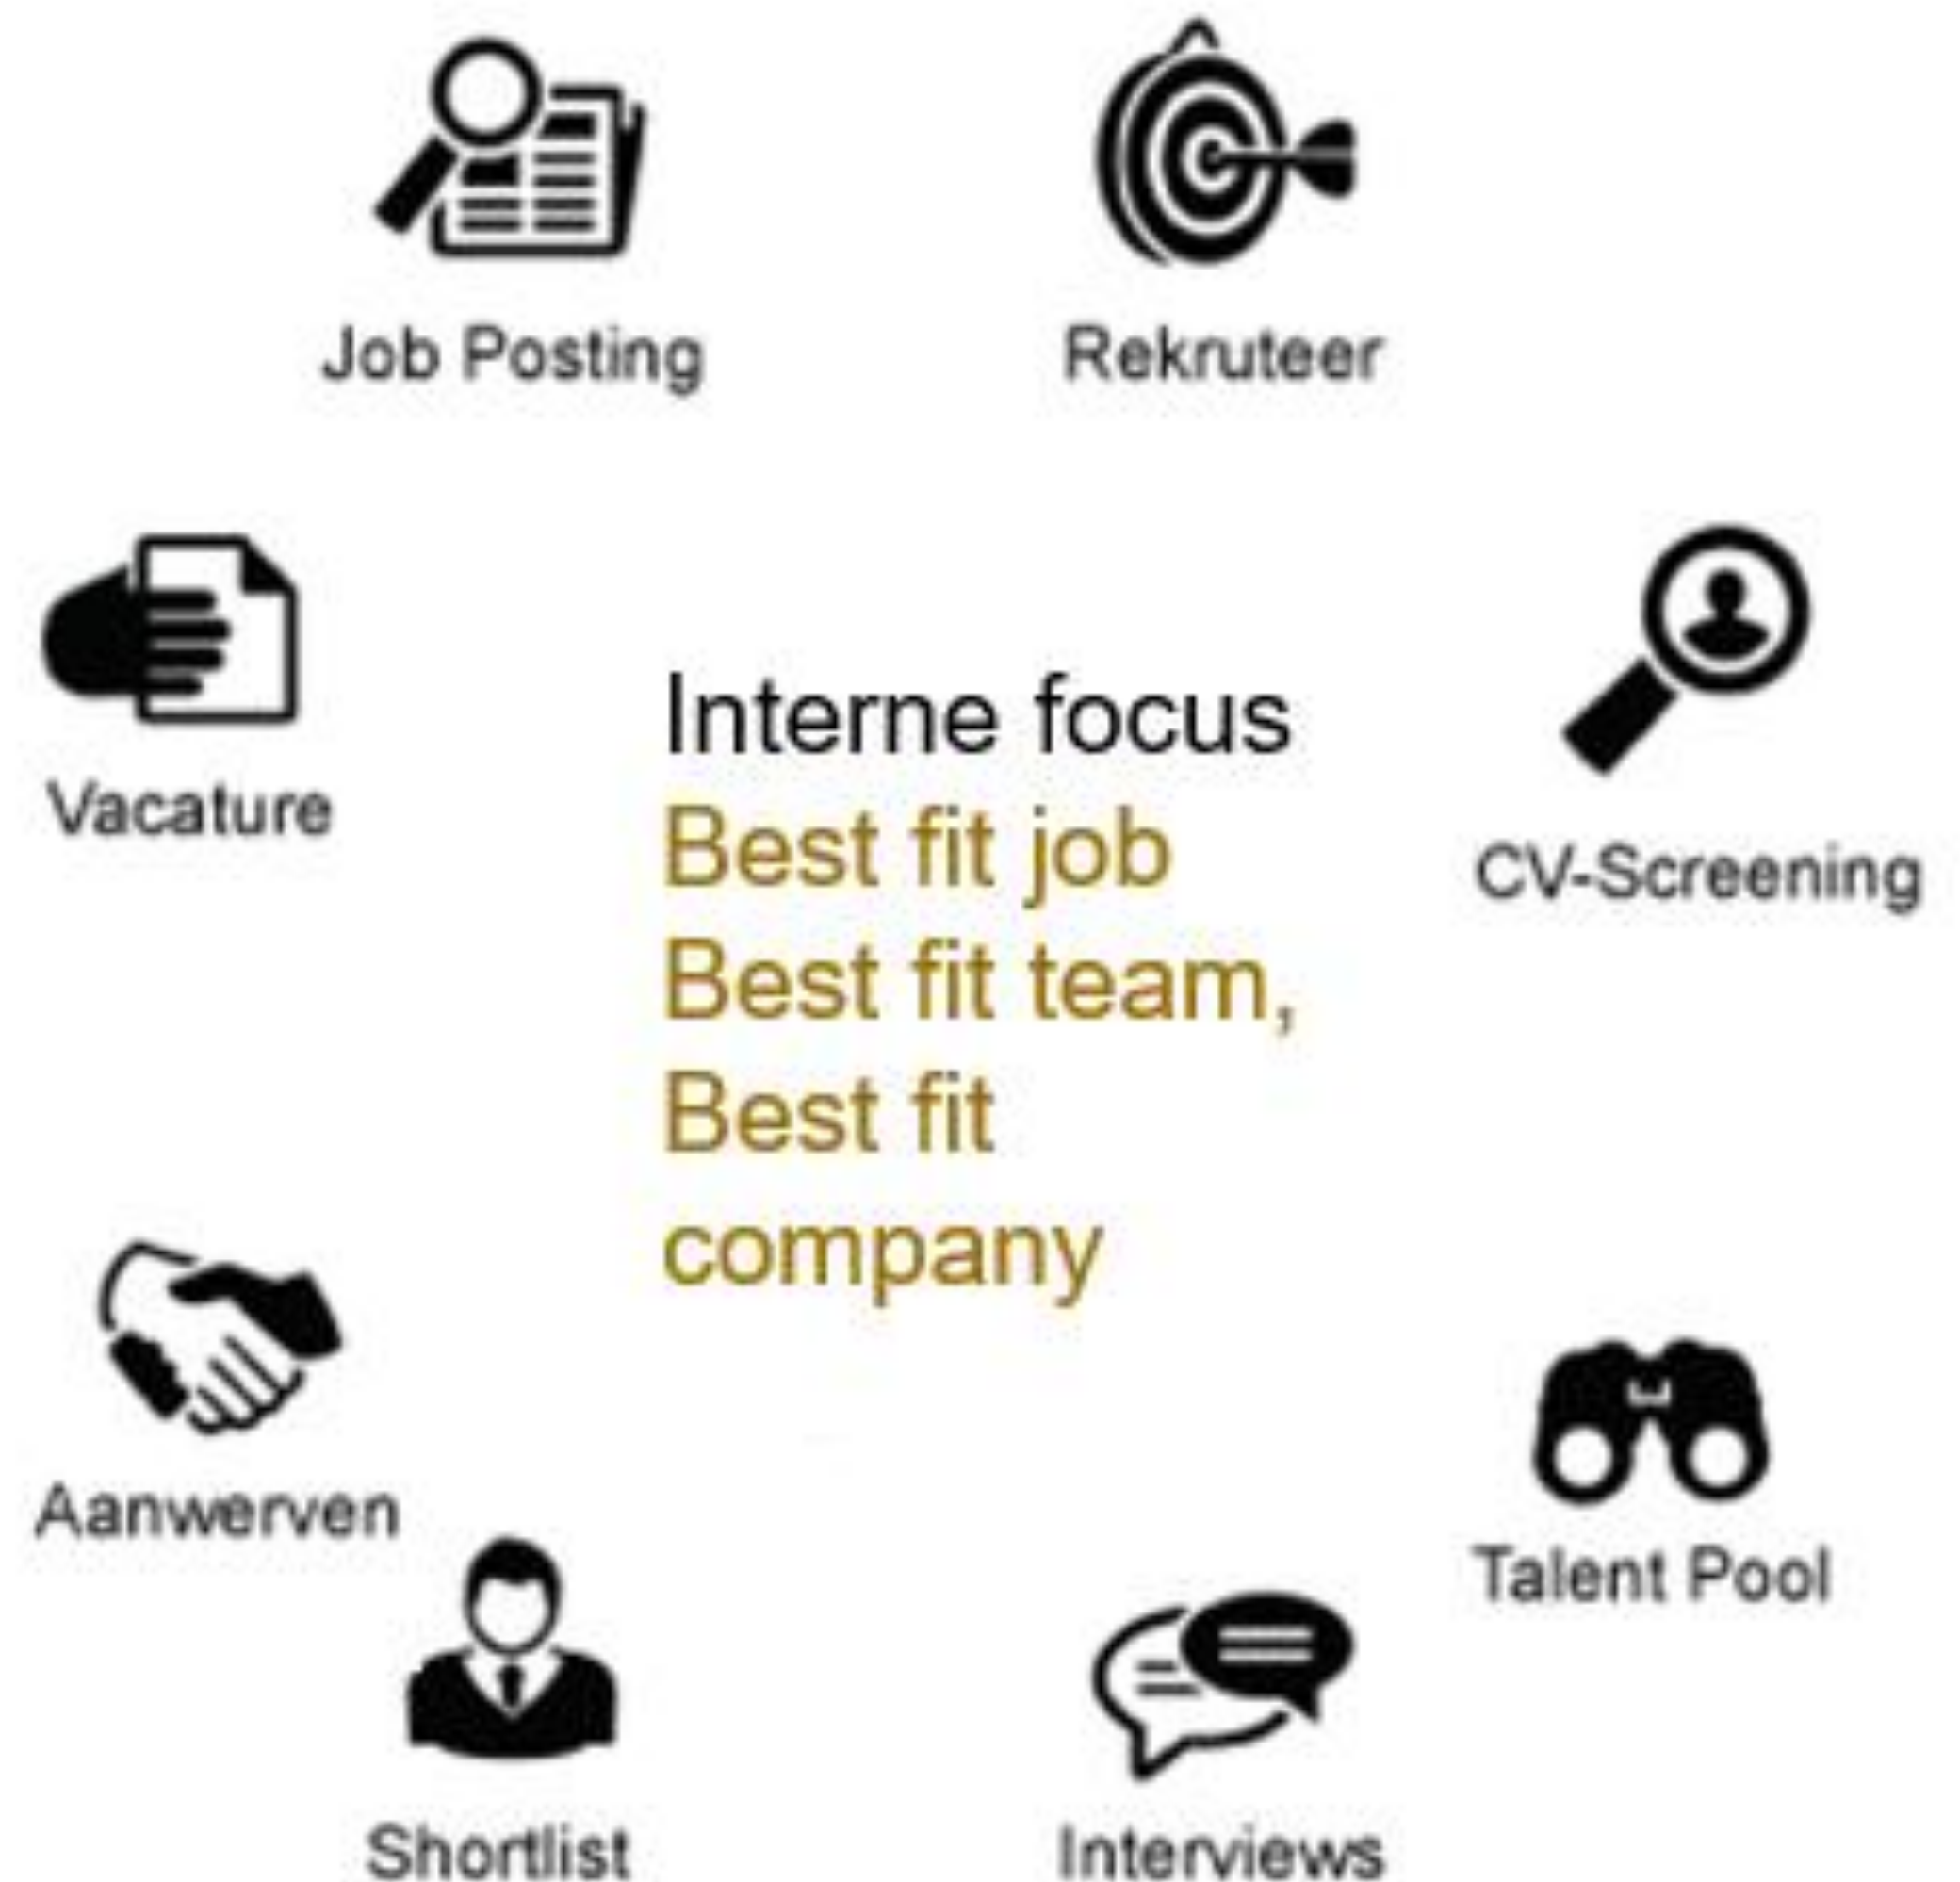 Job Posting
Rekruteer
Vacature
CV-Screening
Interne focus
Best fit job
Best fit team,
Best fit
company
Aanwerven
Talent Pool
Shortlist
Interviews